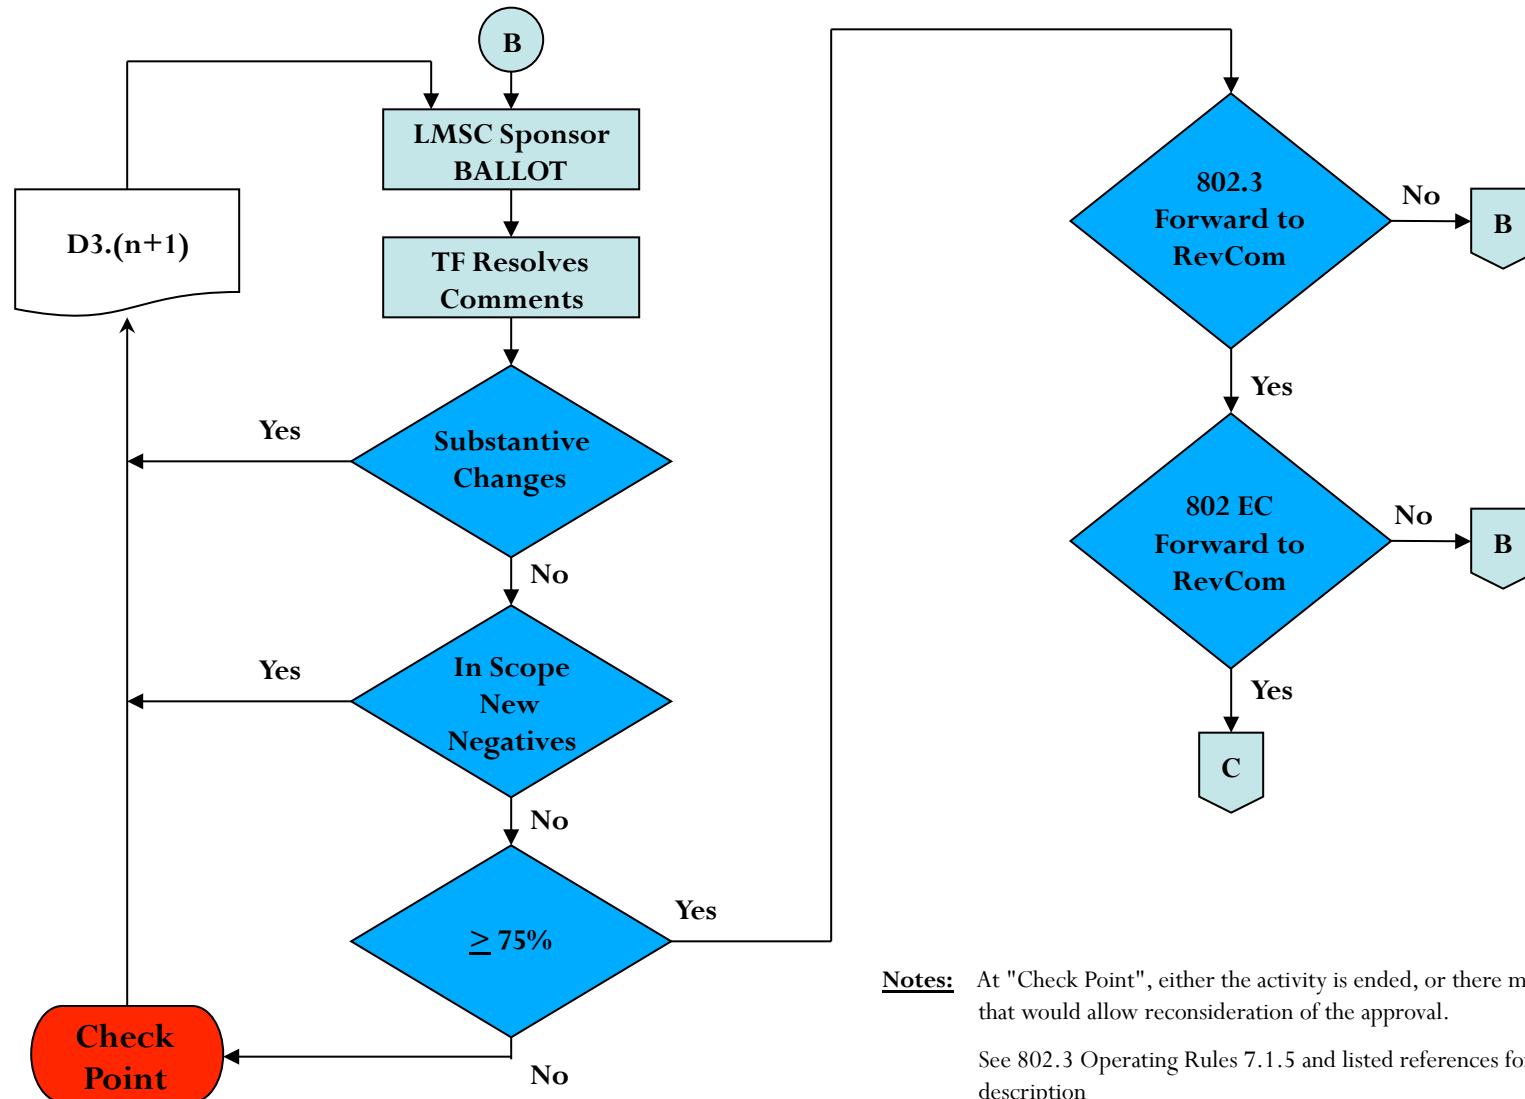 B
LMSC Sponsor
BALLOT
D3.(n+1)
TF Resolves
Comments
Yes
Substantive
Changes
No
Yes
In Scope
New
Negatives
No
≥ 75%
Yes
Check
Point
No
802.3
Forward to
RevCom
No
B
Yes
802 EC
Forward to
RevCom
No
B
Yes
C
Notes: At "Check Point", either the activity is ended, or there
that would allow reconsideration of the approval.
See 802.3 Operating Rules 7.1.5 and listed references
description